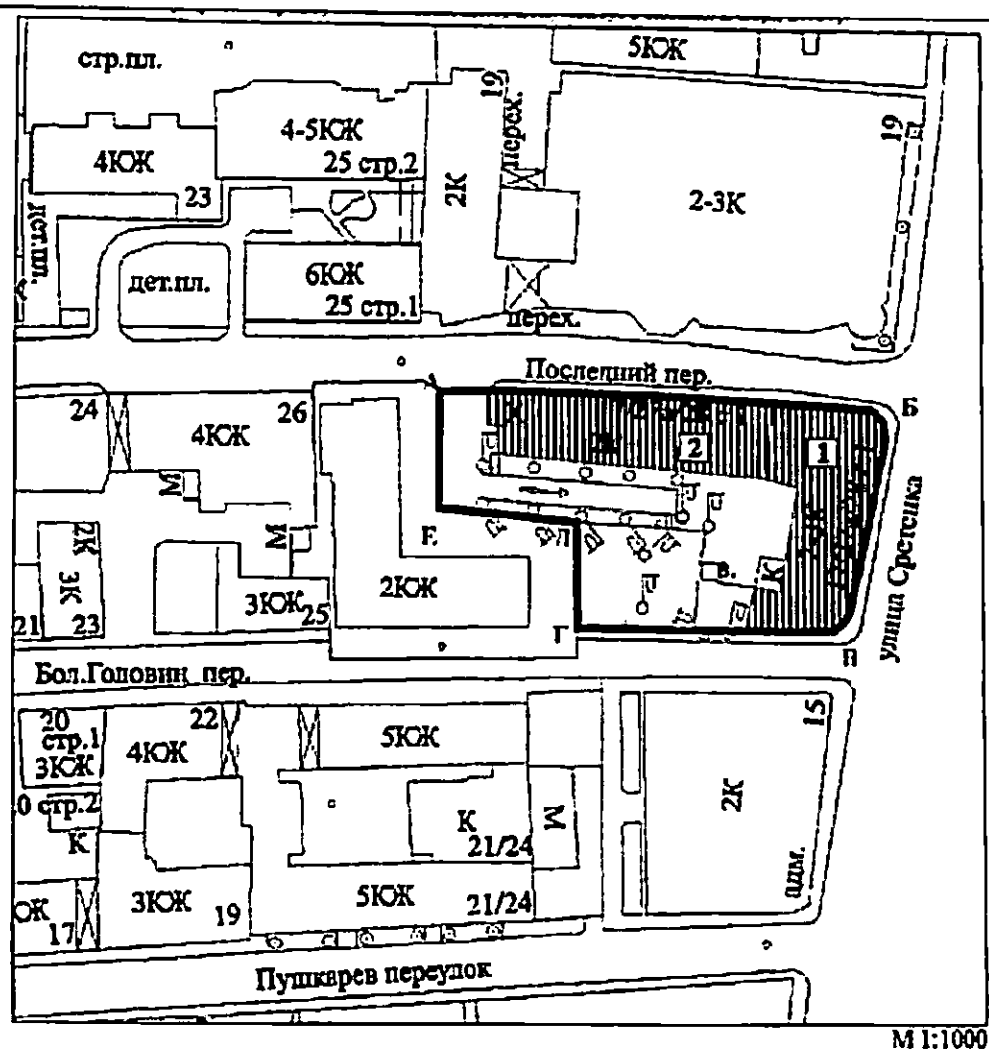 стр.пл.
5КЖ
4КЖ
23
4-5КЖ
25 стр.2
2К
19
перех.
2-3К
19
дет.пл.
6КЖ
25 стр.1
перех.
Последний пер.
Б
24
4КЖ
26
М
М
2
1
Е
К
улица Сретенка
2К
3К
21
23
3КЖ
25
2КЖ
Г
П
Бол.Головин пер.
20
стр.1
3КЖ
22
4КЖ
5КЖ
15
2К
адм.
0 стр.2
К
К
21/24
М
17
3КЖ
19
5КЖ
21/24
Пушкарев переулок
М 1:1000